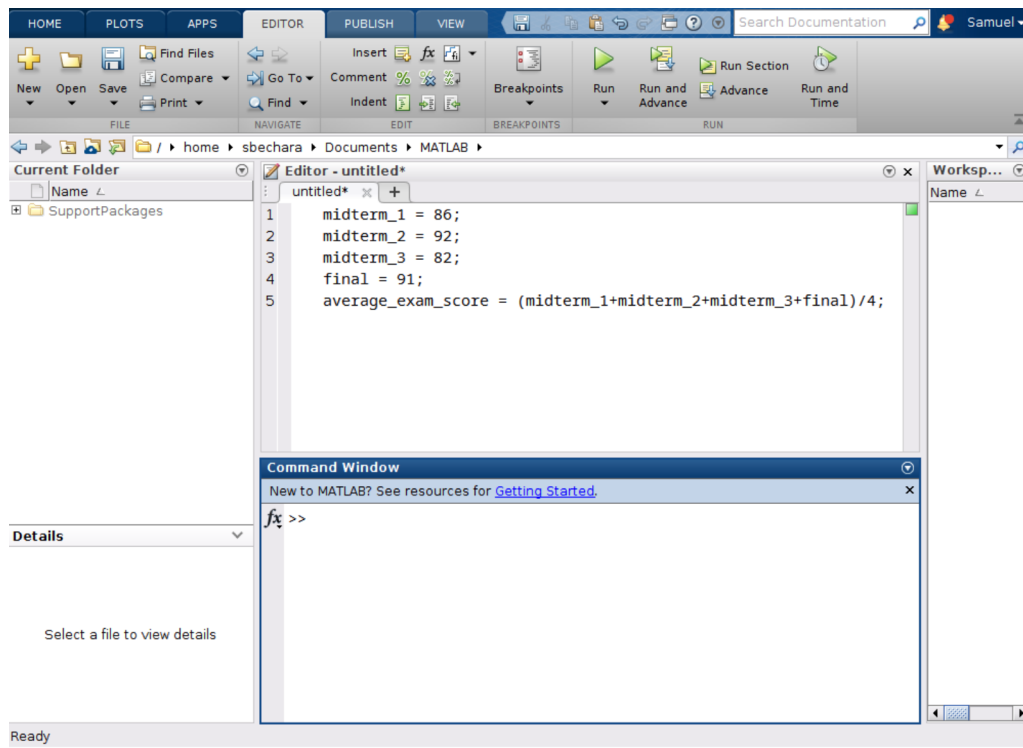 HOME PLOTS APPS EDITOR PUBLISH VIEW Search Documentation Samuel
New Open Save Find Files Compare Print
FILE
Go To Find
NAVIGATE
Insert fx
Comment %
Indent
EDIT
Breakpoints
BREAKPOINTS
Run Run and Advance Run Section Advance Run and Time
RUN
/ home sbechara Documents MATLAB
Current Folder
Name
SupportPackages
Details
Select a file to view details
Editor - untitled*
untitled* × +
1 midterm_1 = 86;
2 midterm_2 = 92;
3 midterm_3 = 82;
4 final = 91;
5 average_exam_score = (midterm_1+midterm_2+midterm_3+final)/4;
Command Window
New to MATLAB? See resources for Getting Started.
fx >>
Worksp...
Name
Ready